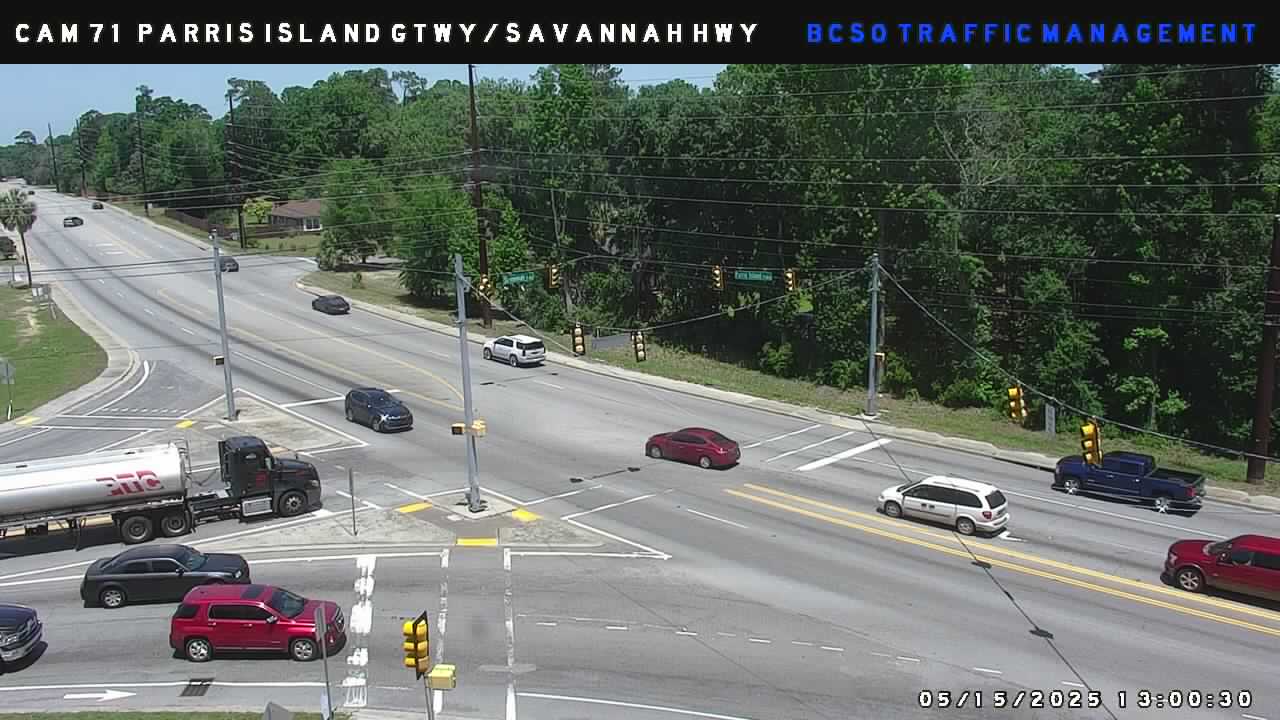 CAM 71 PARRIS ISLAND GTWY/SAVANNAH HWY
BCSO TRAFFIC MANAGEMENT
05/15/2025 13:00:30